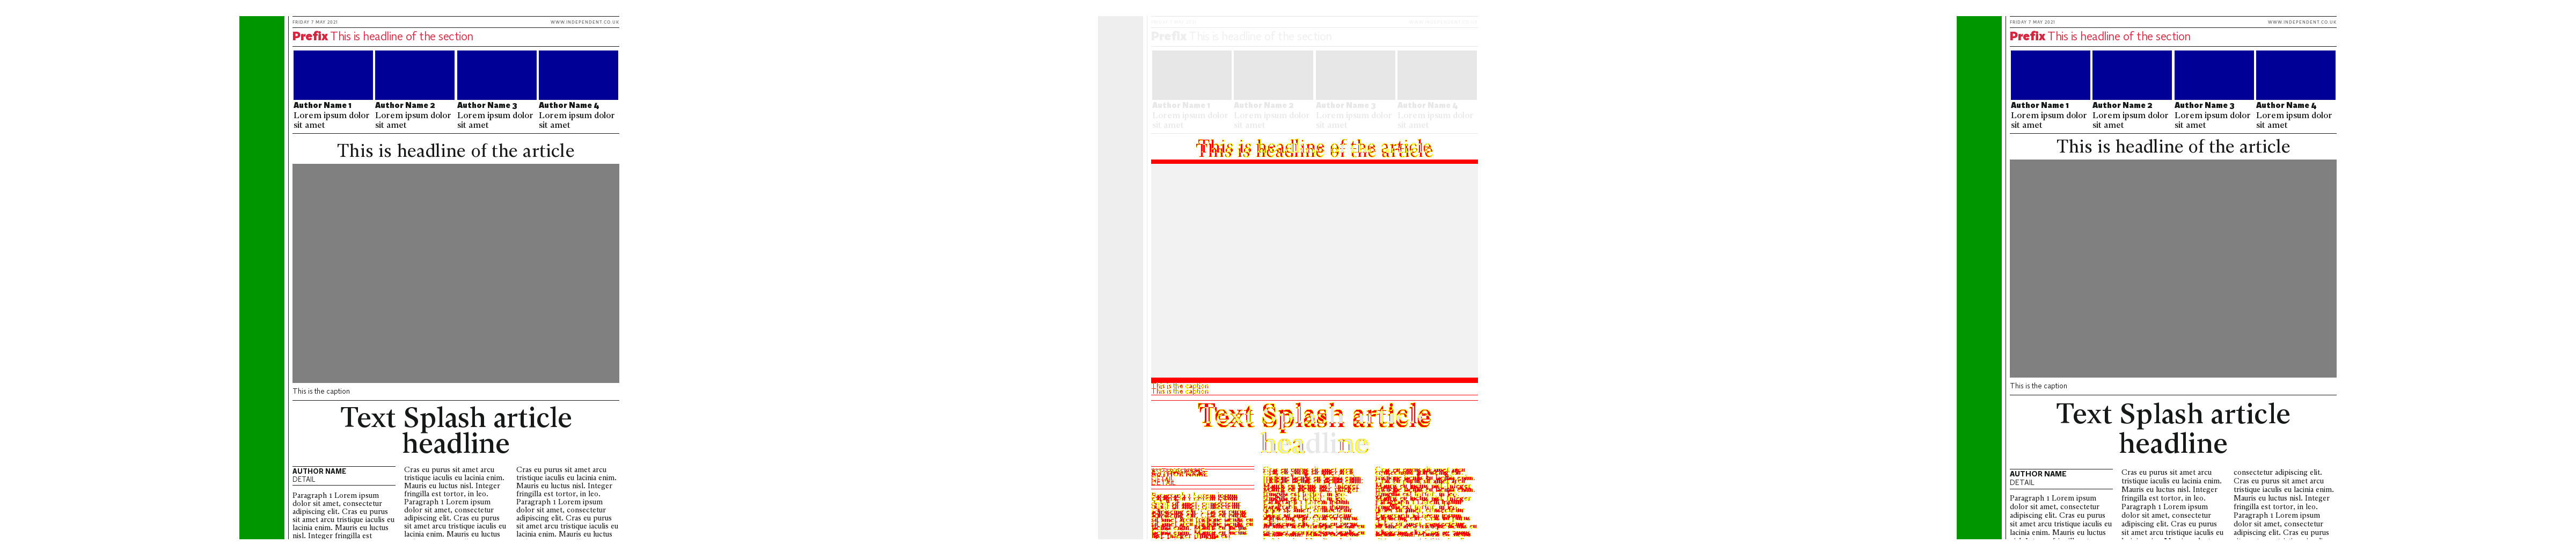 FRIDAY 7 MAY 2021
WWW.INDEPENDENT.CO.UK
Prefix This is headline of the section
Author Name 1
Lorem ipsum dolor
sit amet
Author Name 2
Lorem ipsum dolor
sit amet
Author Name 3
Lorem ipsum dolor
sit amet
Author Name 4
Lorem ipsum dolor
sit amet
This is headline of the article
This is the caption
Text Splash article
headline
AUTHOR NAME
DETAIL
Paragraph 1 Lorem ipsum
dolor sit amet, consectetur
adipiscing elit. Cras eu purus
sit amet arcu tristique iaculis eu
lacinia enim. Mauris eu luctus
nisl. Integer fringilla est
Cras eu purus sit amet arcu
tristique iaculis eu lacinia enim.
Mauris eu luctus nisl. Integer
fringilla est tortor, in leo.
Paragraph 1 Lorem ipsum
dolor sit amet, consectetur
adipiscing elit. Cras eu purus
sit amet arcu tristique iaculis eu
lacinia enim. Mauris eu luctus
Cras eu purus sit amet arcu
tristique iaculis eu lacinia enim.
Mauris eu luctus nisl. Integer
fringilla est tortor, in leo.
Paragraph 1 Lorem ipsum
dolor sit amet, consectetur
adipiscing elit. Cras eu purus
sit amet arcu tristique iaculis eu
lacinia enim. Mauris eu luctus
Prefix This is headline of the section
Author Name 1
Lorem ipsum dolor
sit amet
Author Name 2
Lorem ipsum dolor
sit amet
Author Name 3
Lorem ipsum dolor
sit amet
Author Name 4
Lorem ipsum dolor
sit amet
This is headline of the article
This is the caption
Text Splash article
headline
FRIDAY 7 MAY 2021
WWW.INDEPENDENT.CO.UK
Prefix This is headline of the section
Author Name 1
Lorem ipsum dolor
sit amet
Author Name 2
Lorem ipsum dolor
sit amet
Author Name 3
Lorem ipsum dolor
sit amet
Author Name 4
Lorem ipsum dolor
sit amet
This is headline of the article
This is the caption
Text Splash article
headline
AUTHOR NAME
DETAIL
Paragraph 1 Lorem ipsum
dolor sit amet, consectetur
adipiscing elit. Cras eu purus
sit amet arcu tristique iaculis eu
lacinia enim. Mauris eu luctus
Cras eu purus sit amet arcu
tristique iaculis eu lacinia enim.
Mauris eu luctus nisl. Integer
fringilla est tortor, in leo.
Paragraph 1 Lorem ipsum
dolor sit amet, consectetur
adipiscing elit. Cras eu purus
sit amet arcu tristique iaculis eu
consectetur adipiscing elit.
Cras eu purus sit amet arcu
tristique iaculis eu lacinia enim.
Mauris eu luctus nisl. Integer
fringilla est tortor, in leo.
Paragraph 1 Lorem ipsum
dolor sit amet, consectetur
adipiscing elit. Cras eu purus